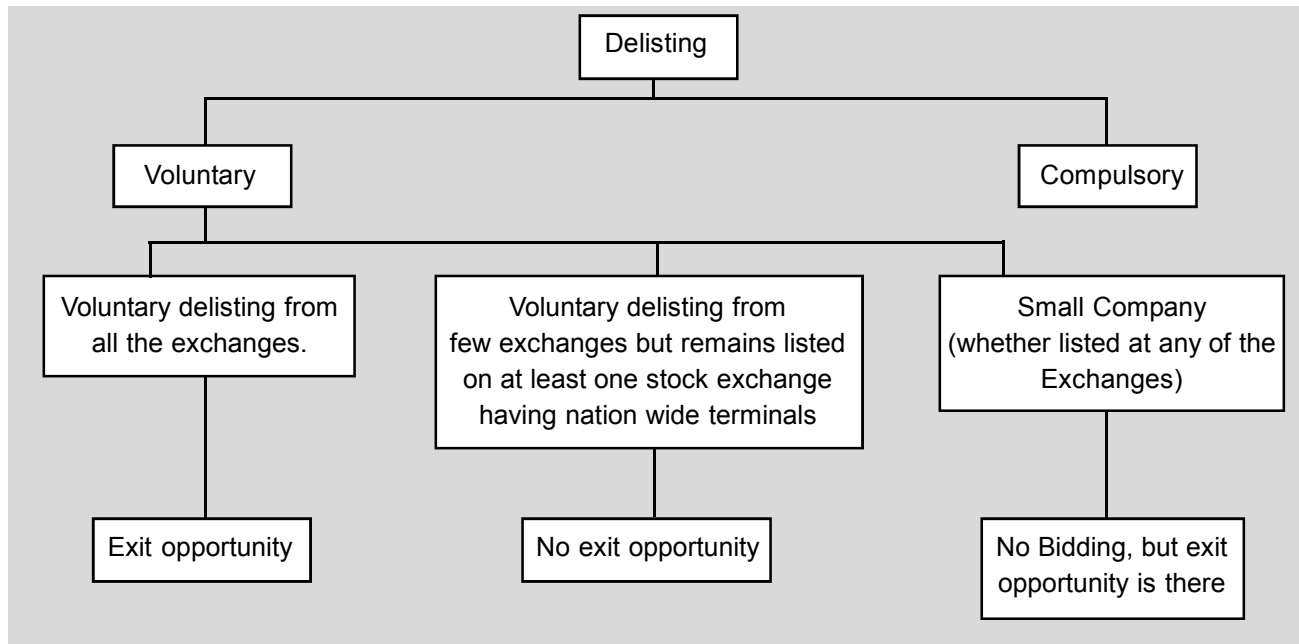 Delisting
Voluntary
Compulsory
Voluntary delisting from
all the exchanges.
Voluntary delisting from
few exchanges but remains listed
on at least one stock exchange
having nation wide terminals
Small Company
(whether listed at any of the
Exchanges)
Exit opportunity
No exit opportunity
No Bidding, but exit
opportunity is there